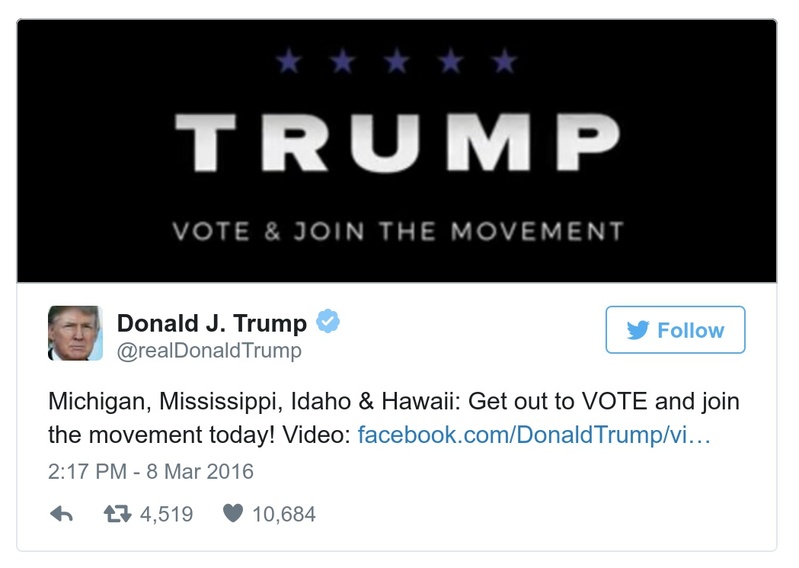 TRUMP
VOTE & JOIN THE MOVEMENT
Donald J. Trump
@realDonaldTrump
Follow
Michigan, Mississippi, Idaho & Hawaii: Get out to VOTE and join
the movement today! Video: facebook.com/DonaldTrump/vi…
2:17 PM - 8 Mar 2016
4,519 10,684